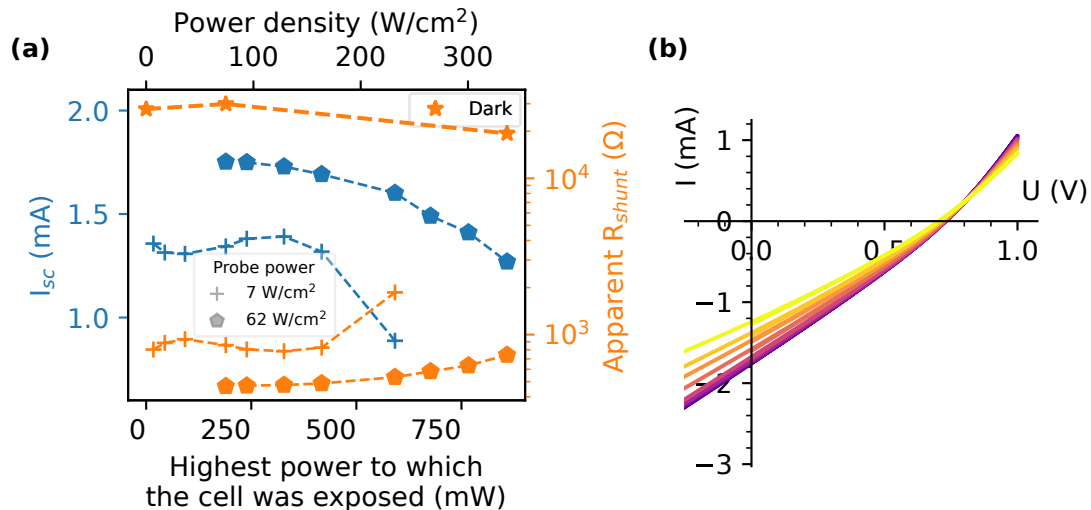 Power density (W/cm²)
(a)
0 100 200 300
Dark
2.0
1.5
1.0
I_sc (mA)
Probe power
7 W/cm²
62 W/cm²
10⁴
10³
Apparent R_shunt (Ω)
0 250 500 750
Highest power to which
the cell was exposed (mW)
(b)
I (mA)
U (V)
1
0
−1
−2
−3
0.0 0.5 1.0